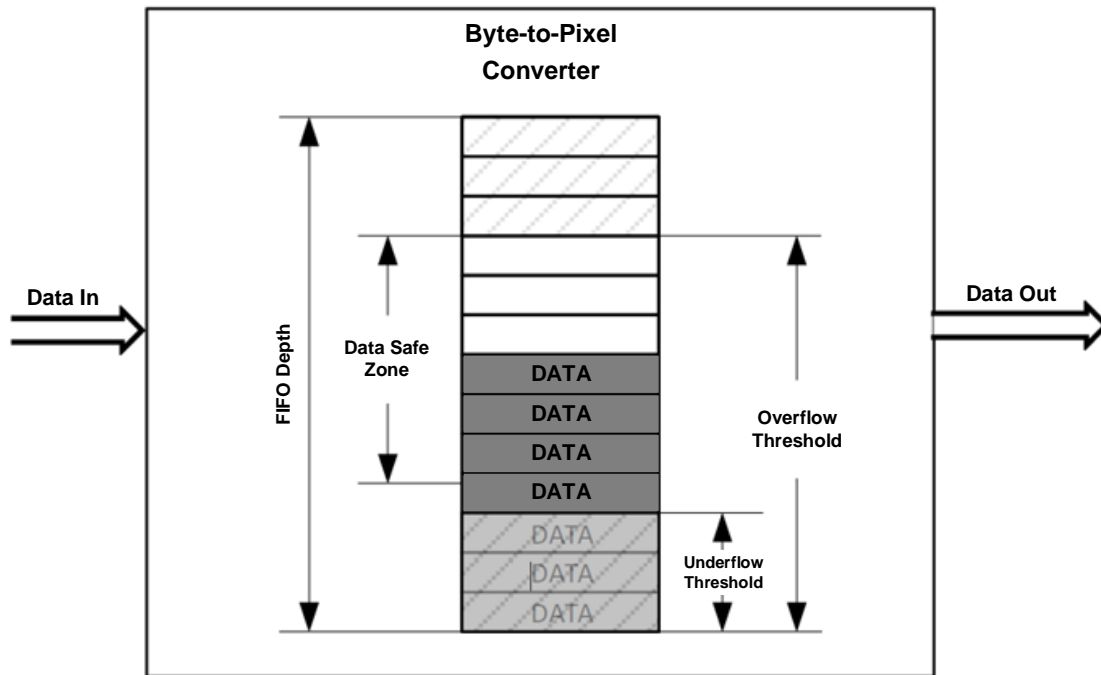 Byte-to-Pixel
Converter
Data In
Data Out
FIFO Depth
Data Safe
Zone
DATA
DATA
DATA
DATA
DATA
DATA
DATA
Overflow
Threshold
Underflow
Threshold